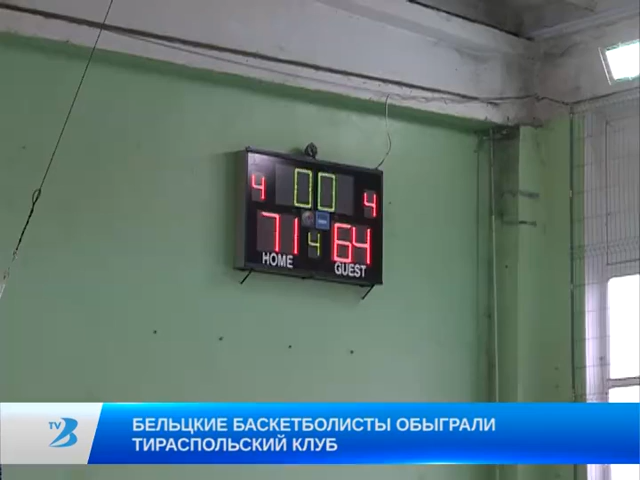 4 00 4
71 4 64
HOME GUEST
TV B
БЕЛЬЦКИЕ БАСКЕТБОЛИСТЫ ОБЫГРАЛИ
ТИРАСПОЛЬСКИЙ КЛУБ